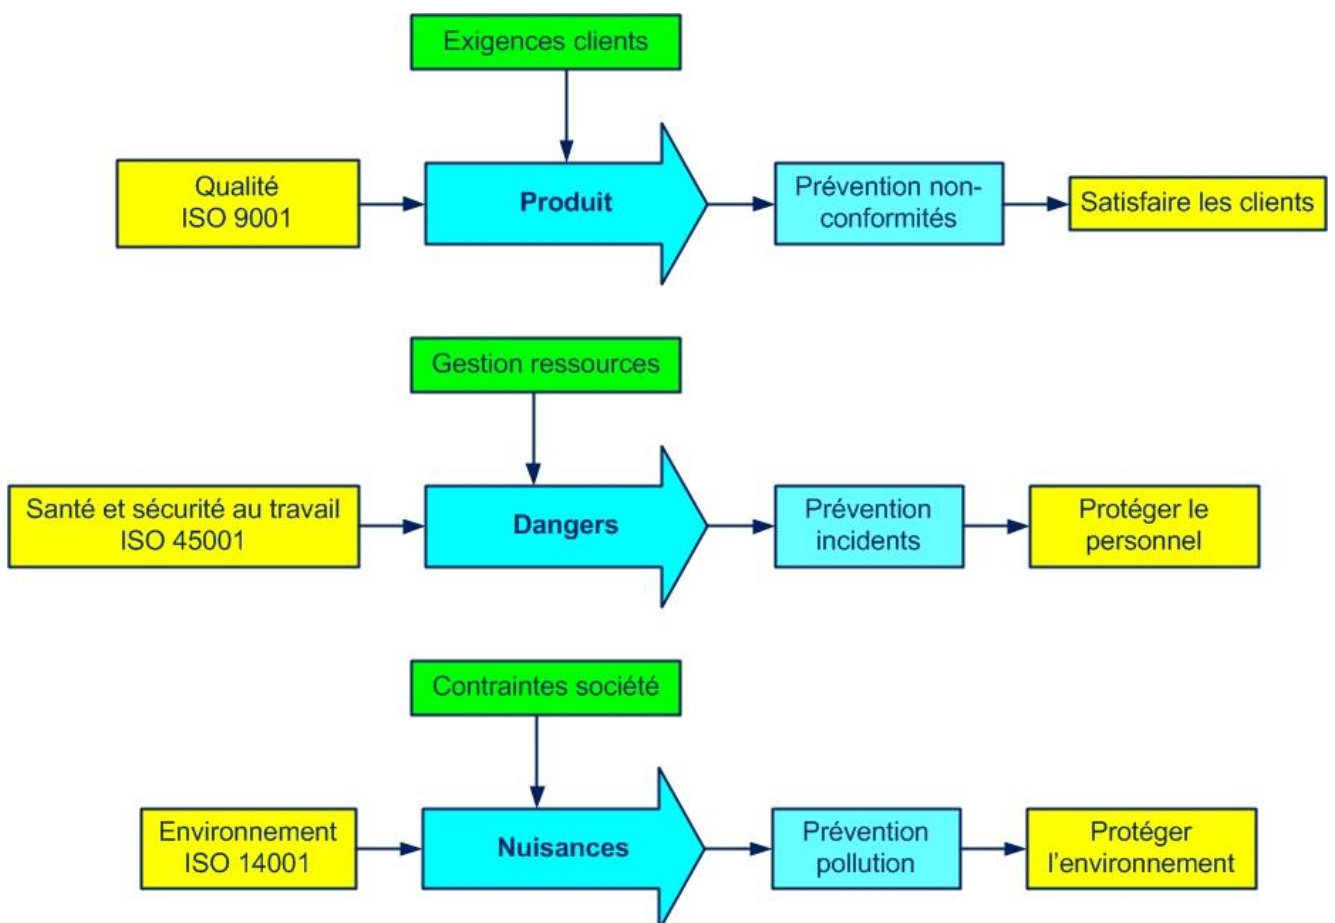 Exigences clients
Qualité
ISO 9001
Produit
Prévention non-
conformités
Satisfaire les clients
Gestion ressources
Santé et sécurité au travail
ISO 45001
Dangers
Prévention
incidents
Protéger le
personnel
Contraintes société
Environnement
ISO 14001
Nuisances
Prévention
pollution
Protéger
l’environnement